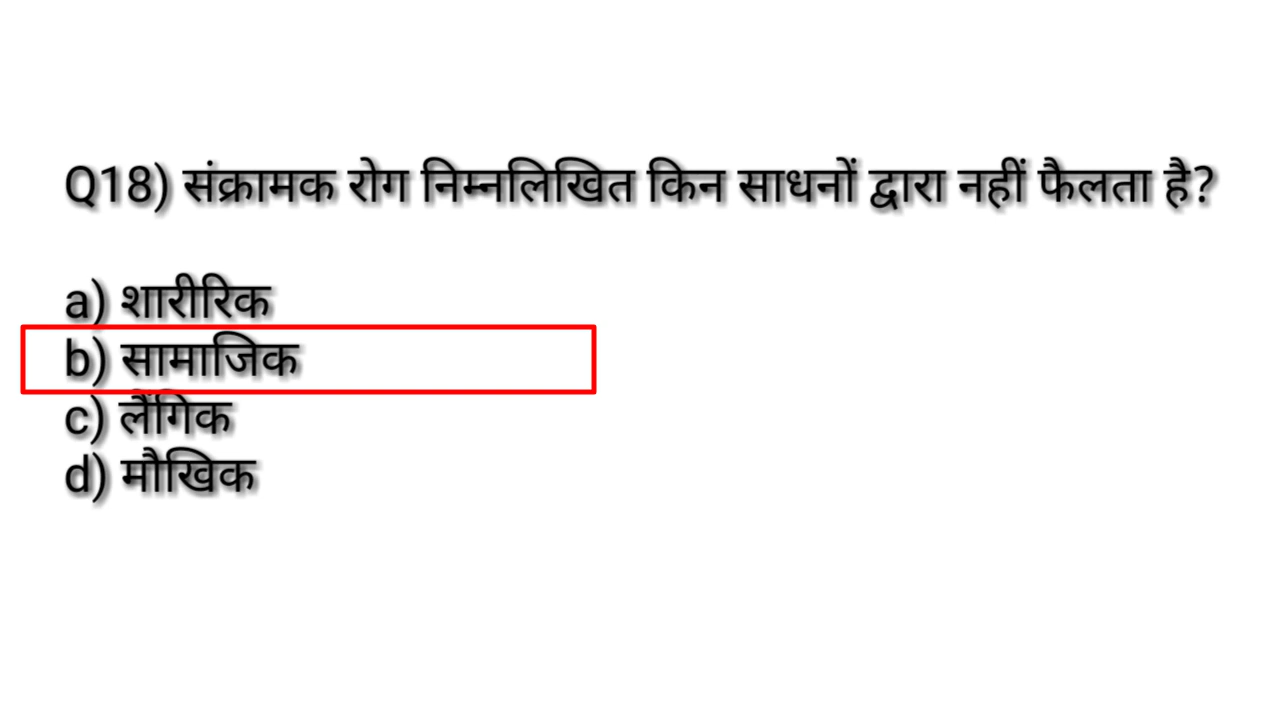 Q18) संक्रामक रोग निम्नलिखित किन साधनों द्वारा नहीं फैलता है?
a) शारीरिक
b) सामाजिक
c) लैंगिक
d) मौखिक